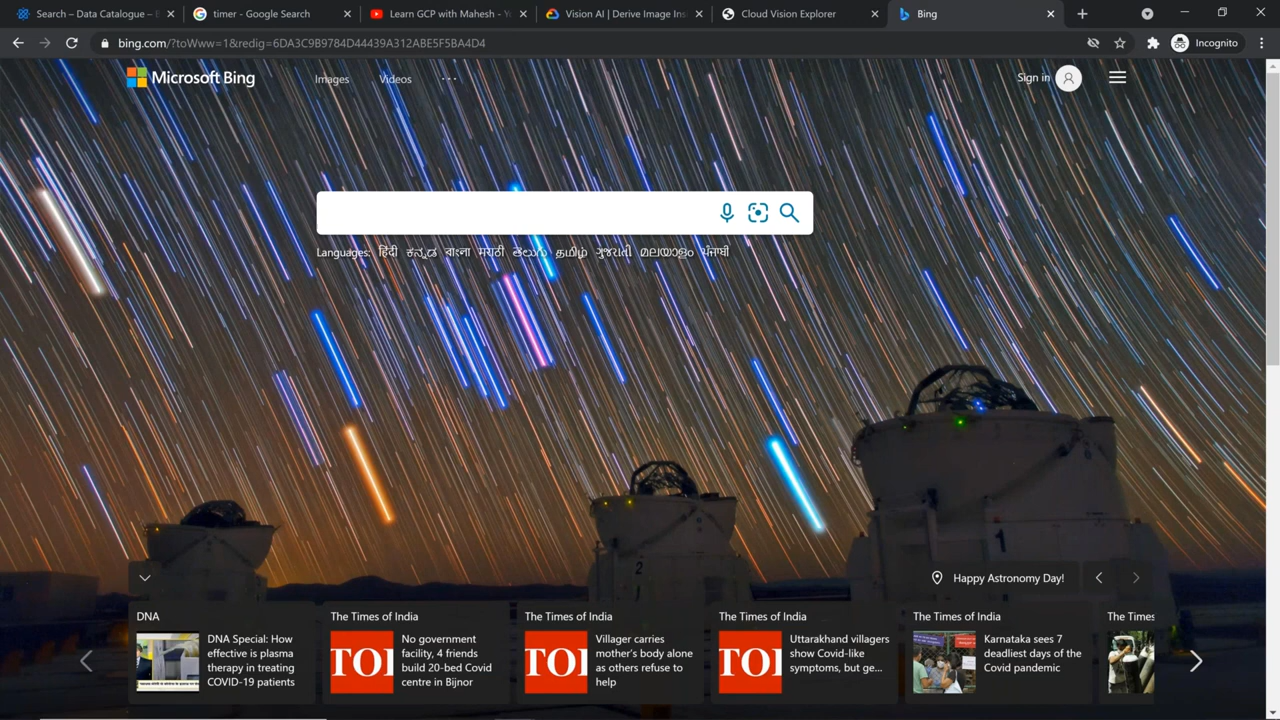 Search – Data Catalogue –
timer - Google Search
Learn GCP with Mahesh -
Vision AI | Derive Image
Cloud Vision Explorer
Bing
bing.com/?toWww=1&redig=6DA3C9B9784D44439A312ABE5F5BA4D4
Incognito
Microsoft Bing
Images
Videos
Sign in
Languages: हिंदी ಕನ್ನಡ বাংলা मराठी తెలుగు தமிழ் ગુજરાતી മലയാളം ਪੰਜਾਬੀ
1
2
Happy Astronomy Day!
DNA
DNA Special: How
effective is plasma
therapy in treating
COVID-19 patients
The Times of India
TOI
No government
facility, 4 friends
build 20-bed Covid
centre in Bijnor
The Times of India
TOI
Villager carries
mother's body alone
as others refuse to
help
The Times of India
TOI
Uttarakhand villagers
show Covid-like
symptoms, but ge...
The Times of India
Karnataka sees 7
deadliest days of the
Covid pandemic
The Times